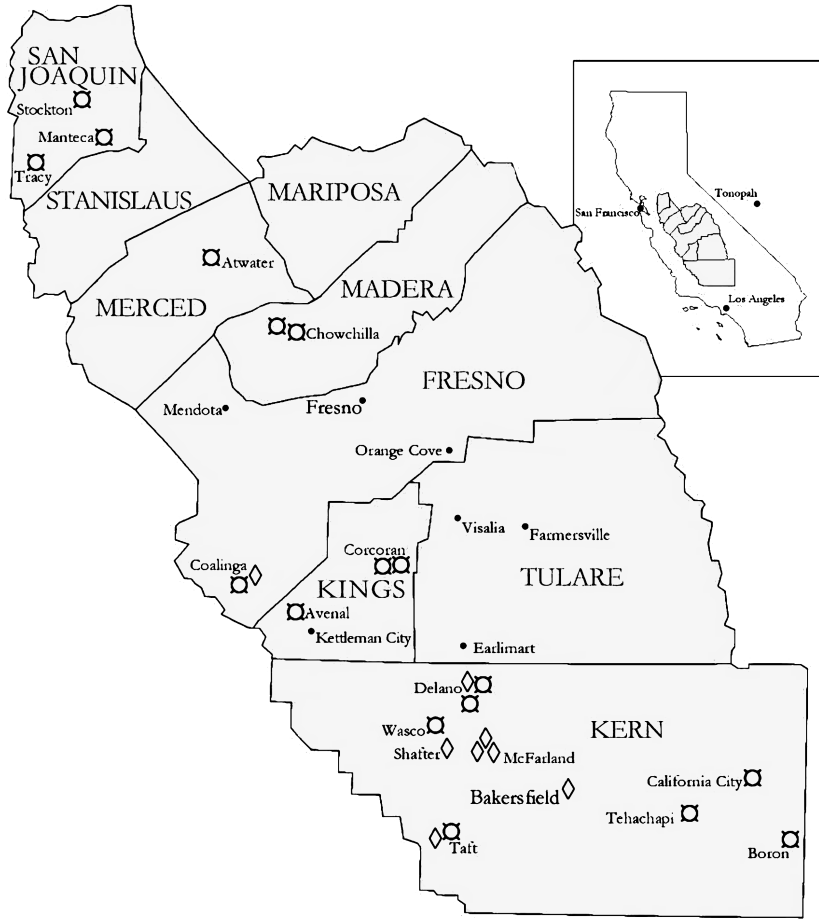 SAN
JOAQUIN
Stockton
Manteca
Tracy
STANISLAUS
MARIPOSA
Atwater
MERCED
MADERA
Chowchilla
FRESNO
Mendota
Fresno
Orange Cove
Visalia
Farmersville
Corcoran
Coalinga
KINGS
TULARE
Avenal
Kettleman City
Earlimart
Delano
Wasco
KERN
Shafter
McFarland
California City
Bakersfield
Tehachapi
Taft
Boron
Tonopah
San Francisco
Los Angeles